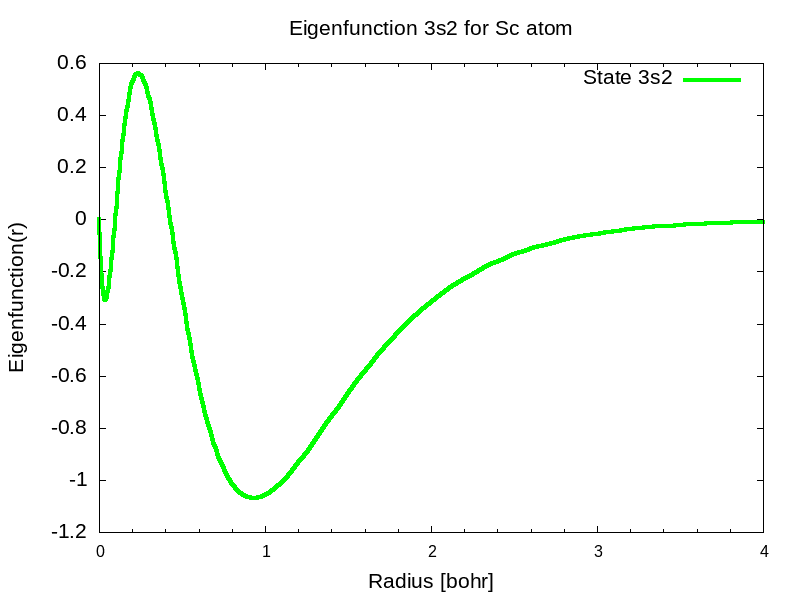 Eigenfunction 3s2 for Sc atom
State 3s2
0.6
0.4
0.2
0
-0.2
-0.4
-0.6
-0.8
-1
-1.2
Eigenfunction(r)
0 1 2 3 4
Radius [bohr]